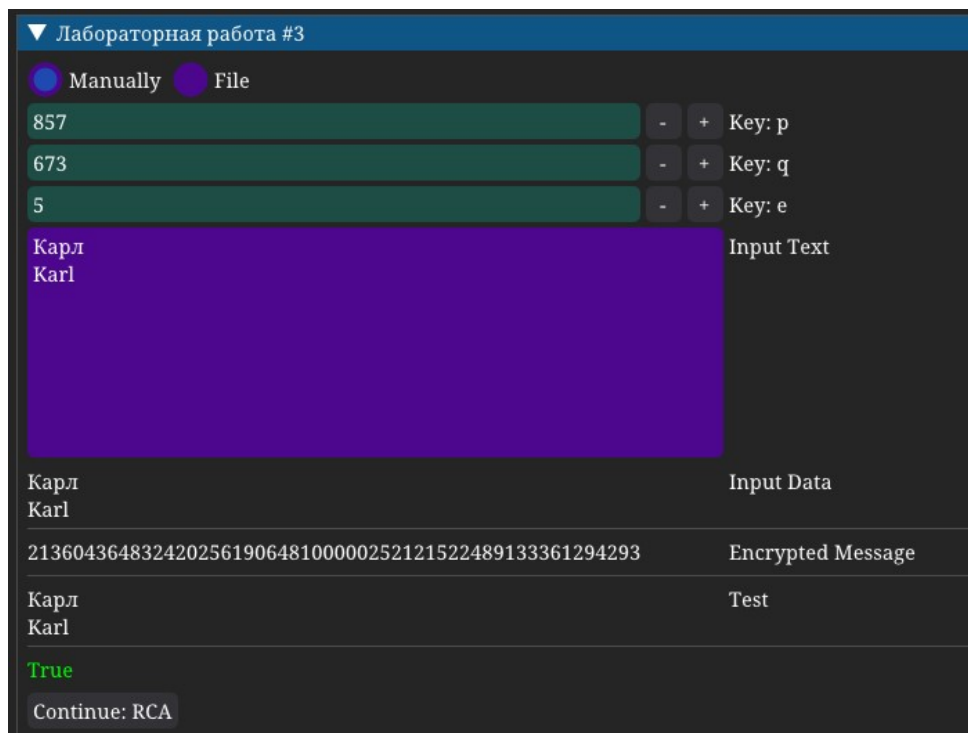 ▼ Лабораторная работа #3
Manually File
857 - + Key: p
673 - + Key: q
5 - + Key: e
Карл Input Text
Karl
Карл Input Data
Karl
213604364832420256190648100000252121522489133361294293 Encrypted Message
Карл Test
Karl
True
Continue: RCA